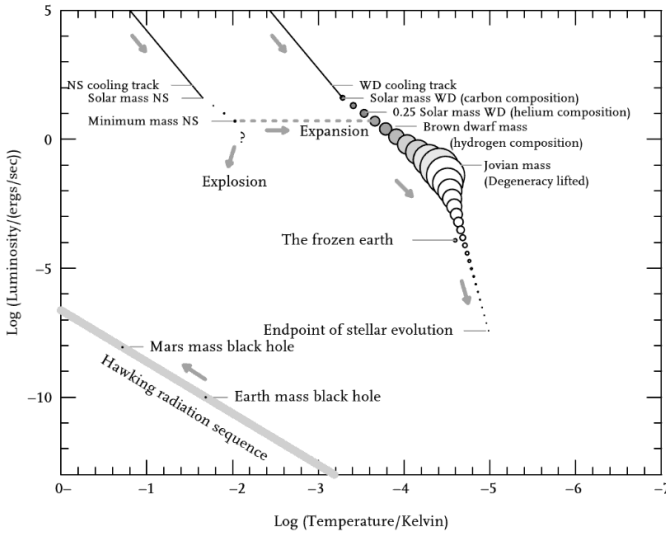 5
NS cooling track
WD cooling track
Solar mass NS
Solar mass WD (carbon composition)
0.25 Solar mass WD (helium composition)
Minimum mass NS
Brown dwarf mass
(hydrogen composition)
Expansion
0
Jovian mass
(Degeneracy lifted)
Explosion
The frozen earth
−5
Log (Luminosity/(ergs/sec))
Endpoint of stellar evolution
Mars mass black hole
Hawking radiation sequence
Earth mass black hole
−10
0− −1 −2 −3 −4 −5 −6 −7
Log (Temperature/Kelvin)